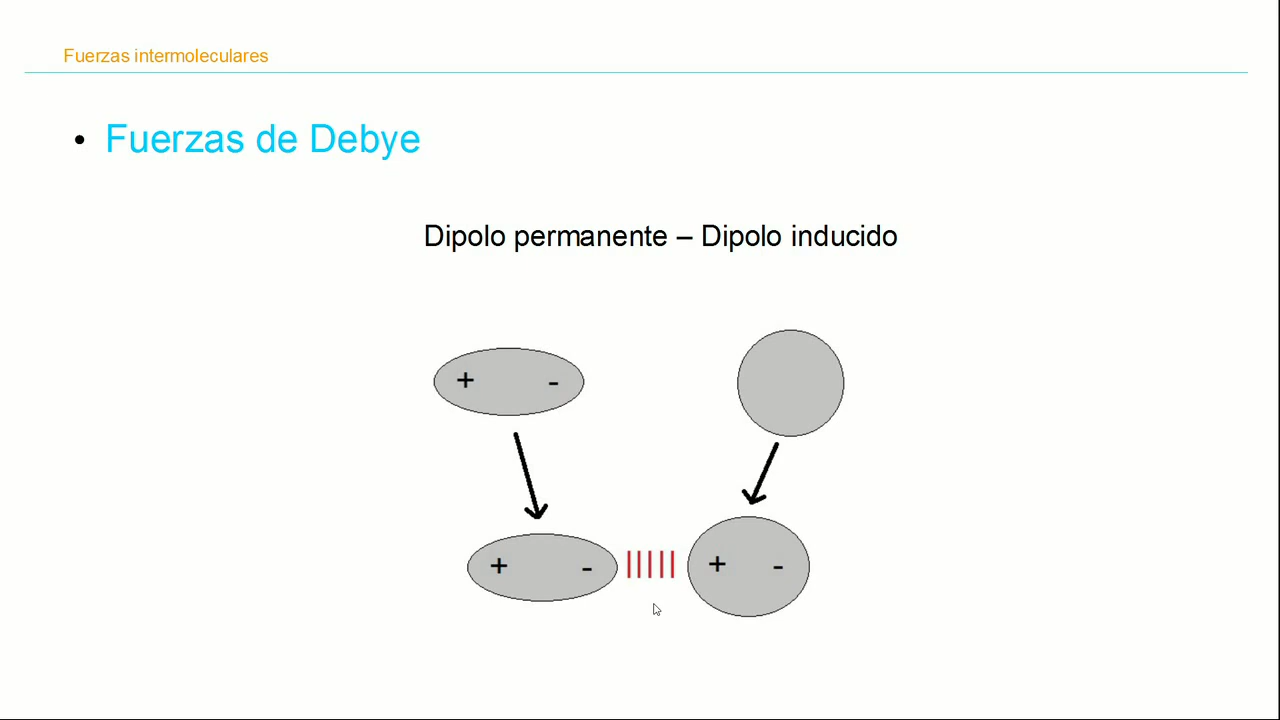 Fuerzas intermoleculares
• Fuerzas de Debye
Dipolo permanente – Dipolo inducido
+ -
+ - + -